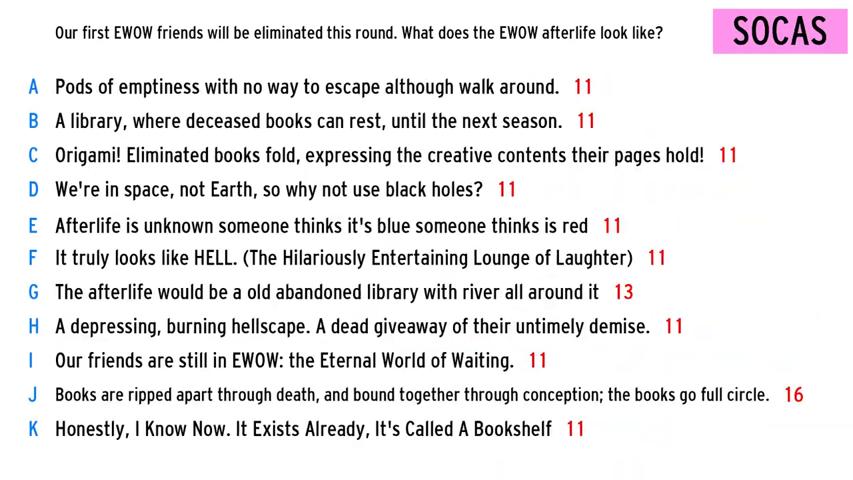 Our first EWOW friends will be eliminated this round. What does the EWOW afterlife look like?
SOCAS
A Pods of emptiness with no way to escape although walk around. 11
B A library, where deceased books can rest, until the next season. 11
C Origami! Eliminated books fold, expressing the creative contents their pages hold! 11
D We're in space, not Earth, so why not use black holes? 11
E Afterlife is unknown someone thinks it's blue someone thinks is red 11
F It truly looks like HELL. (The Hilariously Entertaining Lounge of Laughter) 11
G The afterlife would be a old abandoned library with river all around it 13
H A depressing, burning hellscape. A dead giveaway of their untimely demise. 11
I Our friends are still in EWOW: the Eternal World of Waiting. 11
J Books are ripped apart through death, and bound together through conception; the books go full circle. 16
K Honestly, I Know Now. It Exists Already, It's Called A Bookshelf 11